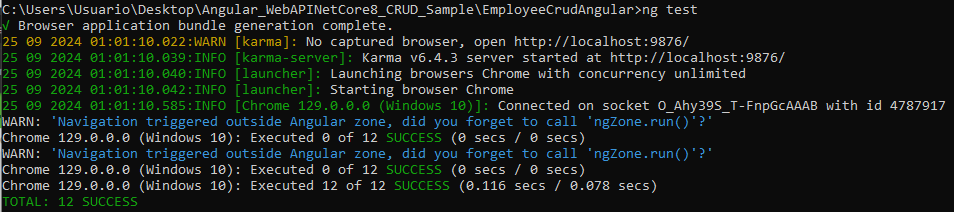 C:\Users\Usuario\Desktop\Angular_WebAPINetCore8_CRUD_Sample\EmployeeCrudAngular>ng test
√ Browser application bundle generation complete.
25 09 2024 01:01:10.022:WARN [karma]: No captured browser, open http://localhost:9876/
25 09 2024 01:01:10.039:INFO [karma-server]: Karma v6.4.3 server started at http://localhost:9876/
25 09 2024 01:01:10.040:INFO [launcher]: Launching browsers Chrome with concurrency unlimited
25 09 2024 01:01:10.042:INFO [launcher]: Starting browser Chrome
25 09 2024 01:01:10.585:INFO [Chrome 129.0.0.0 (Windows 10)]: Connected on socket O_Ahy39S_T-FnpGcAAAB with id 4787917
WARN: 'Navigation triggered outside Angular zone, did you forget to call 'ngZone.run()'?'
Chrome 129.0.0.0 (Windows 10): Executed 0 of 12 SUCCESS (0 secs / 0 secs)
WARN: 'Navigation triggered outside Angular zone, did you forget to call 'ngZone.run()'?'
Chrome 129.0.0.0 (Windows 10): Executed 0 of 12 SUCCESS (0 secs / 0 secs)
Chrome 129.0.0.0 (Windows 10): Executed 12 of 12 SUCCESS (0.116 secs / 0.078 secs)
TOTAL: 12 SUCCESS